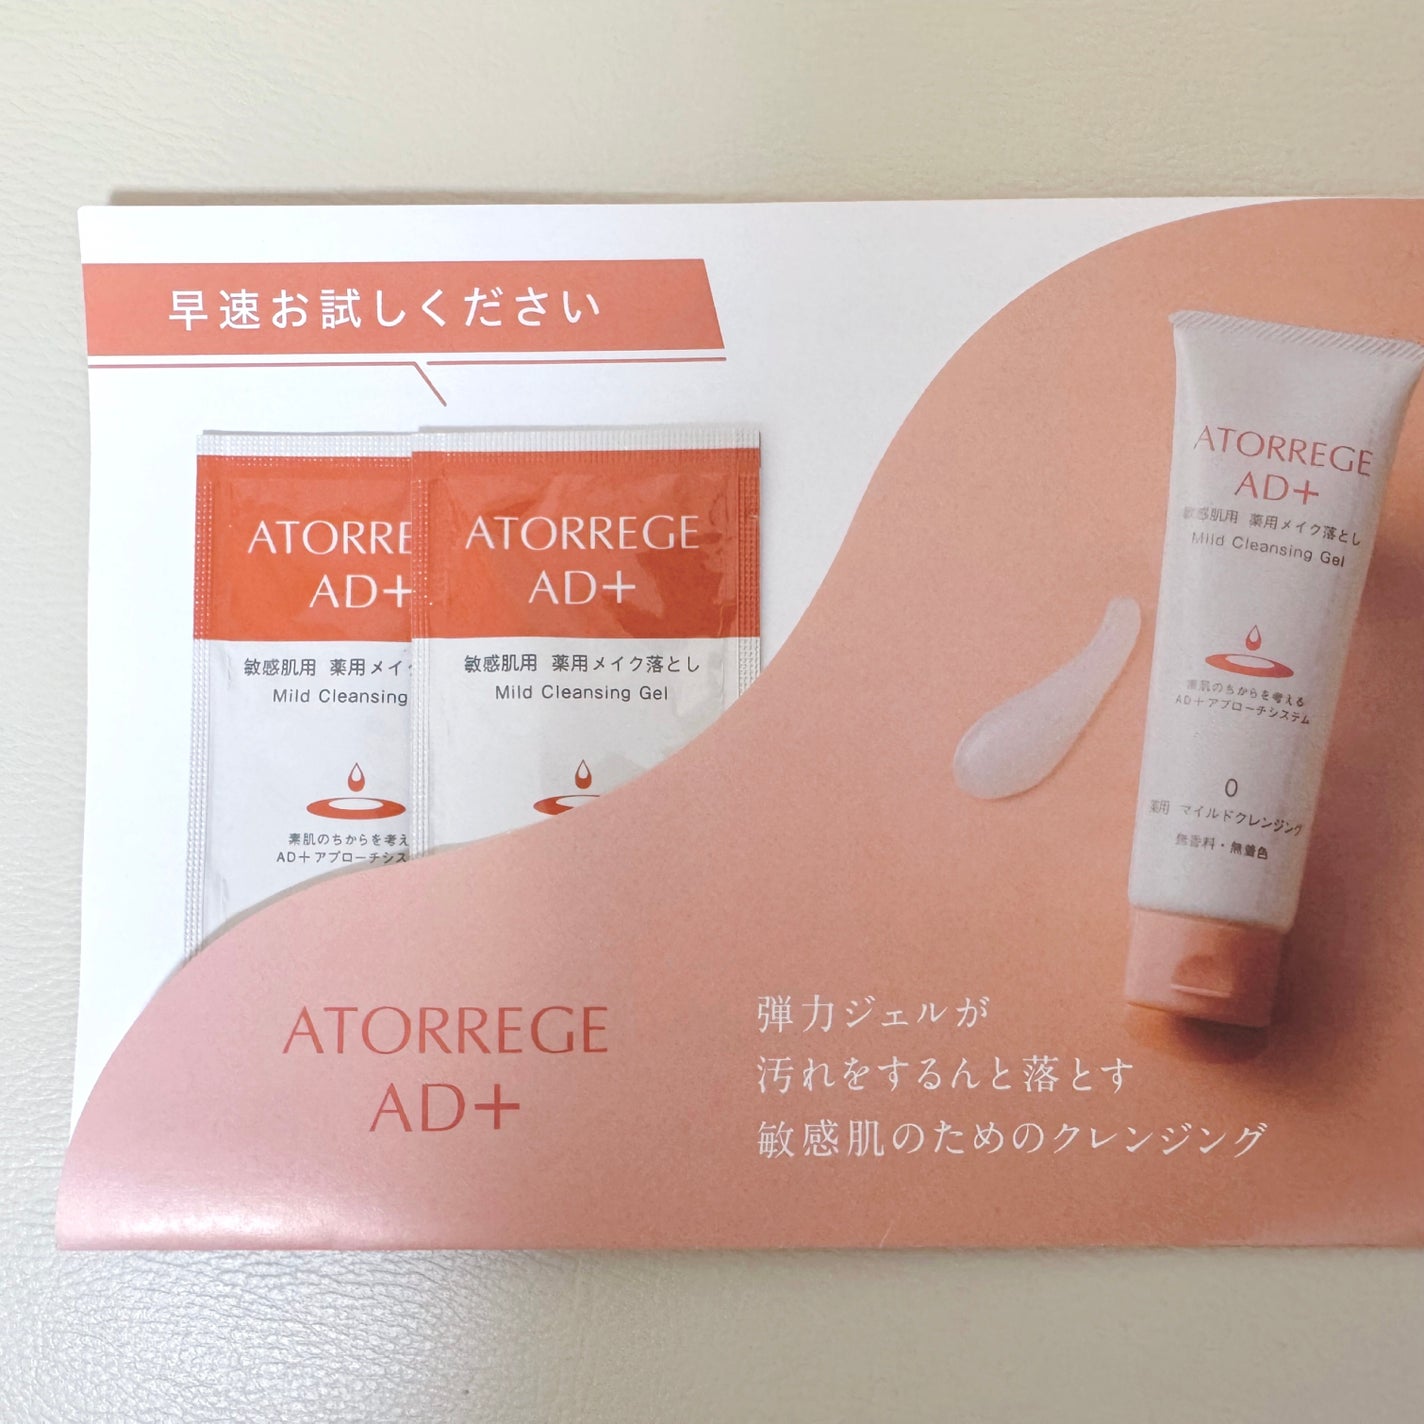 早速お試しください
ATORRE
AD+
敏感肌用 薬用メイク
Mild Cleansing
素肌のちからを考え
AD+アプローチシス
ATORREGE
AD+
敏感肌用 薬用メイク落とし
Mild Cleansing Gel
ATORREGE
AD+
敏感肌用 薬用メイク落とし
Mild Cleansing Gel
素肌のちからを考える
AD+アプローチシステム
0
薬用 マイルドクレンジング
無香料・無着色
ATORREGE
AD+
弾力ジェルが
汚れをするんと落とす
敏感肌のためのクレンジング